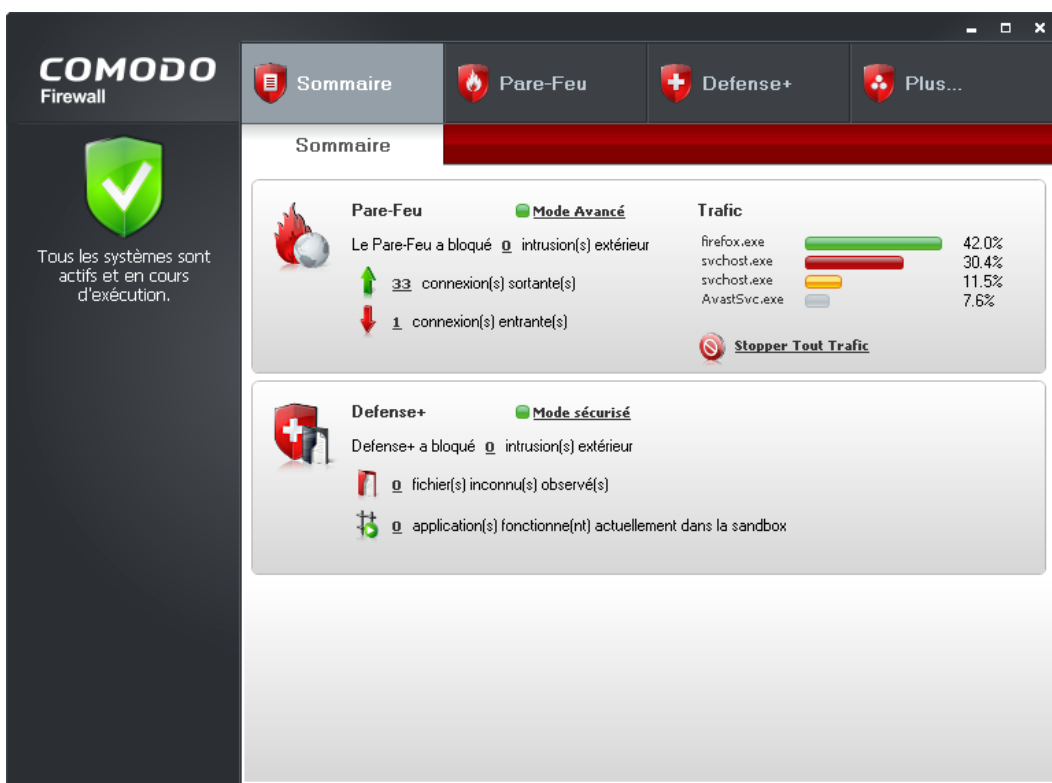 COMODO
Firewall
Sommaire
Pare-Feu
Defense+
Plus...
Sommaire
Tous les systèmes sont
actifs et en cours
d'exécution.
Pare-Feu
Mode Avancé
Le Pare-Feu a bloqué 0 intrusion(s) extérieur
33 connexion(s) sortante(s)
1 connexion(s) entrante(s)
Trafic
firefox.exe 42.0%
svchost.exe 30.4%
svchost.exe 11.5%
AvastSvc.exe 7.6%
Stopper Tout Trafic
Defense+
Mode sécurisé
Defense+ a bloqué 0 intrusion(s) extérieur
0 fichier(s) inconnu(s) observé(s)
0 application(s) fonctionne(nt) actuellement dans la sandbox